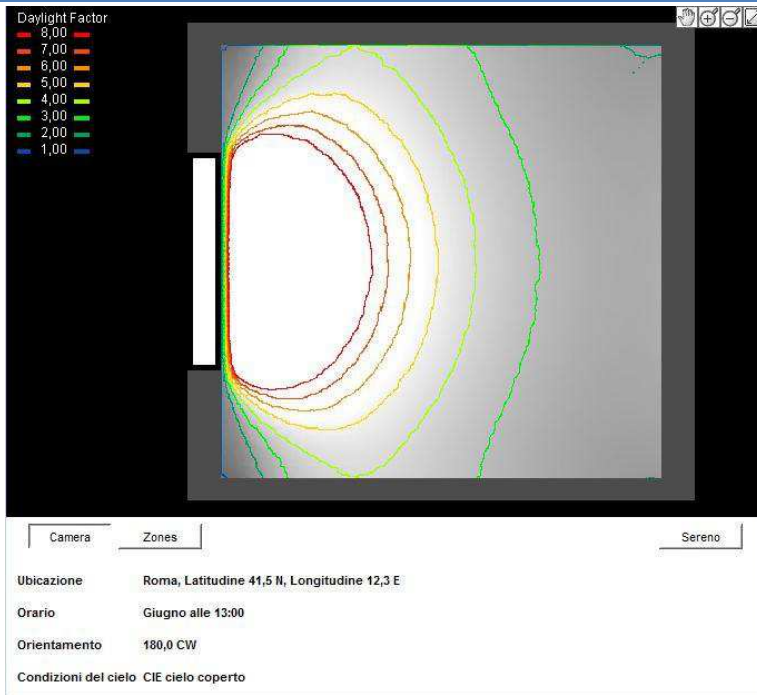 Daylight Factor
8,00
7,00
6,00
5,00
4,00
3,00
2,00
1,00
Camera Zones Sereno
Ubicazione Roma, Latitudine 41,5 N, Longitudine 12,3 E
Orario Giugno alle 13:00
Orientamento 180,0 CW
Condizioni del cielo CIE cielo coperto